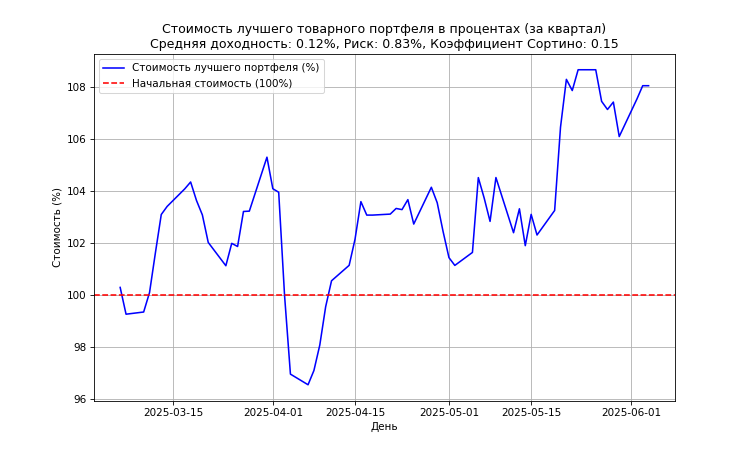 Стоимость лучшего товарного портфеля в процентах (за квартал)
Средняя доходность: 0.12%, Риск: 0.83%, Коэффициент Сортино: 0.15
Стоимость лучшего портфеля (%)
Начальная стоимость (100%)
Стоимость (%)
108
106
104
102
100
98
96
2025-03-15
2025-04-01
2025-04-15
2025-05-01
2025-05-15
2025-06-01
День